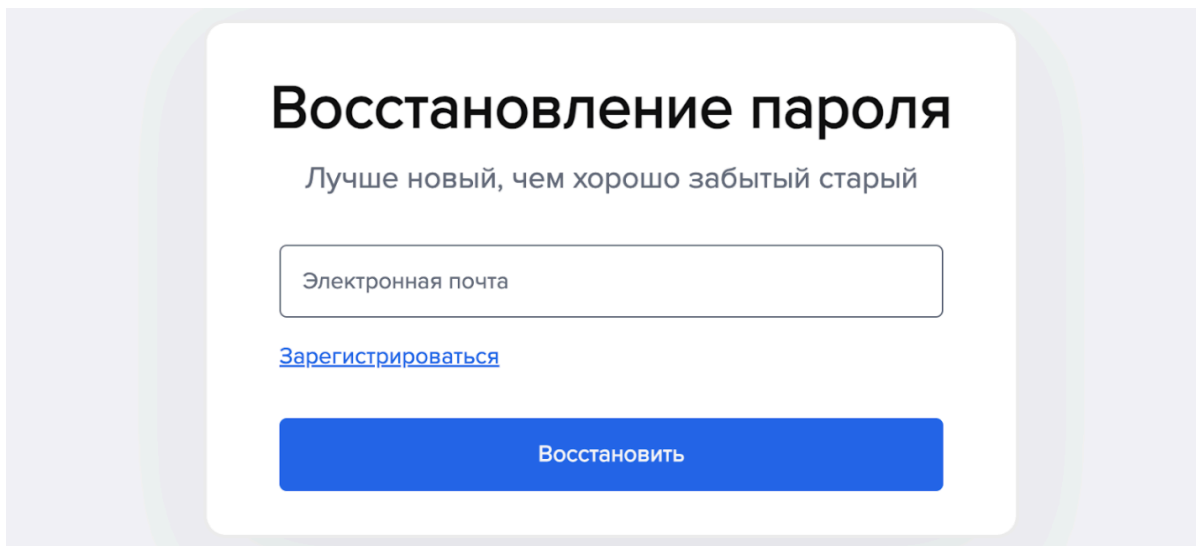 Восстановление пароля
Лучше новый, чем хорошо забытый старый
Электронная почта
Зарегистрироваться
Восстановить